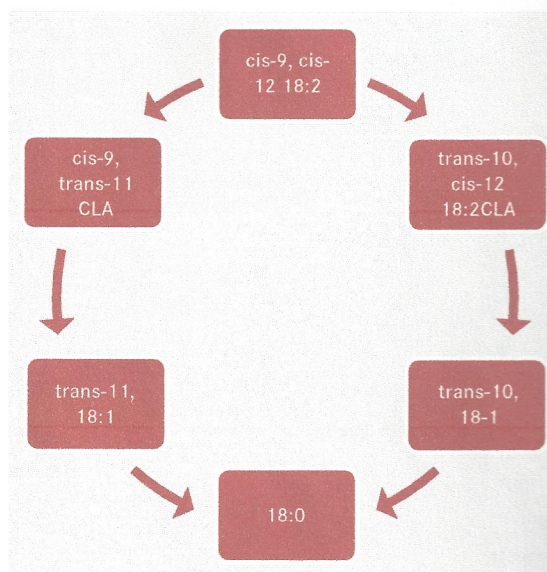 cis-9, cis-
12 18:2
cis-9,
trans-11
CLA
trans-10,
cis-12
18:2CLA
trans-11,
18:1
trans-10,
18-1
18:0